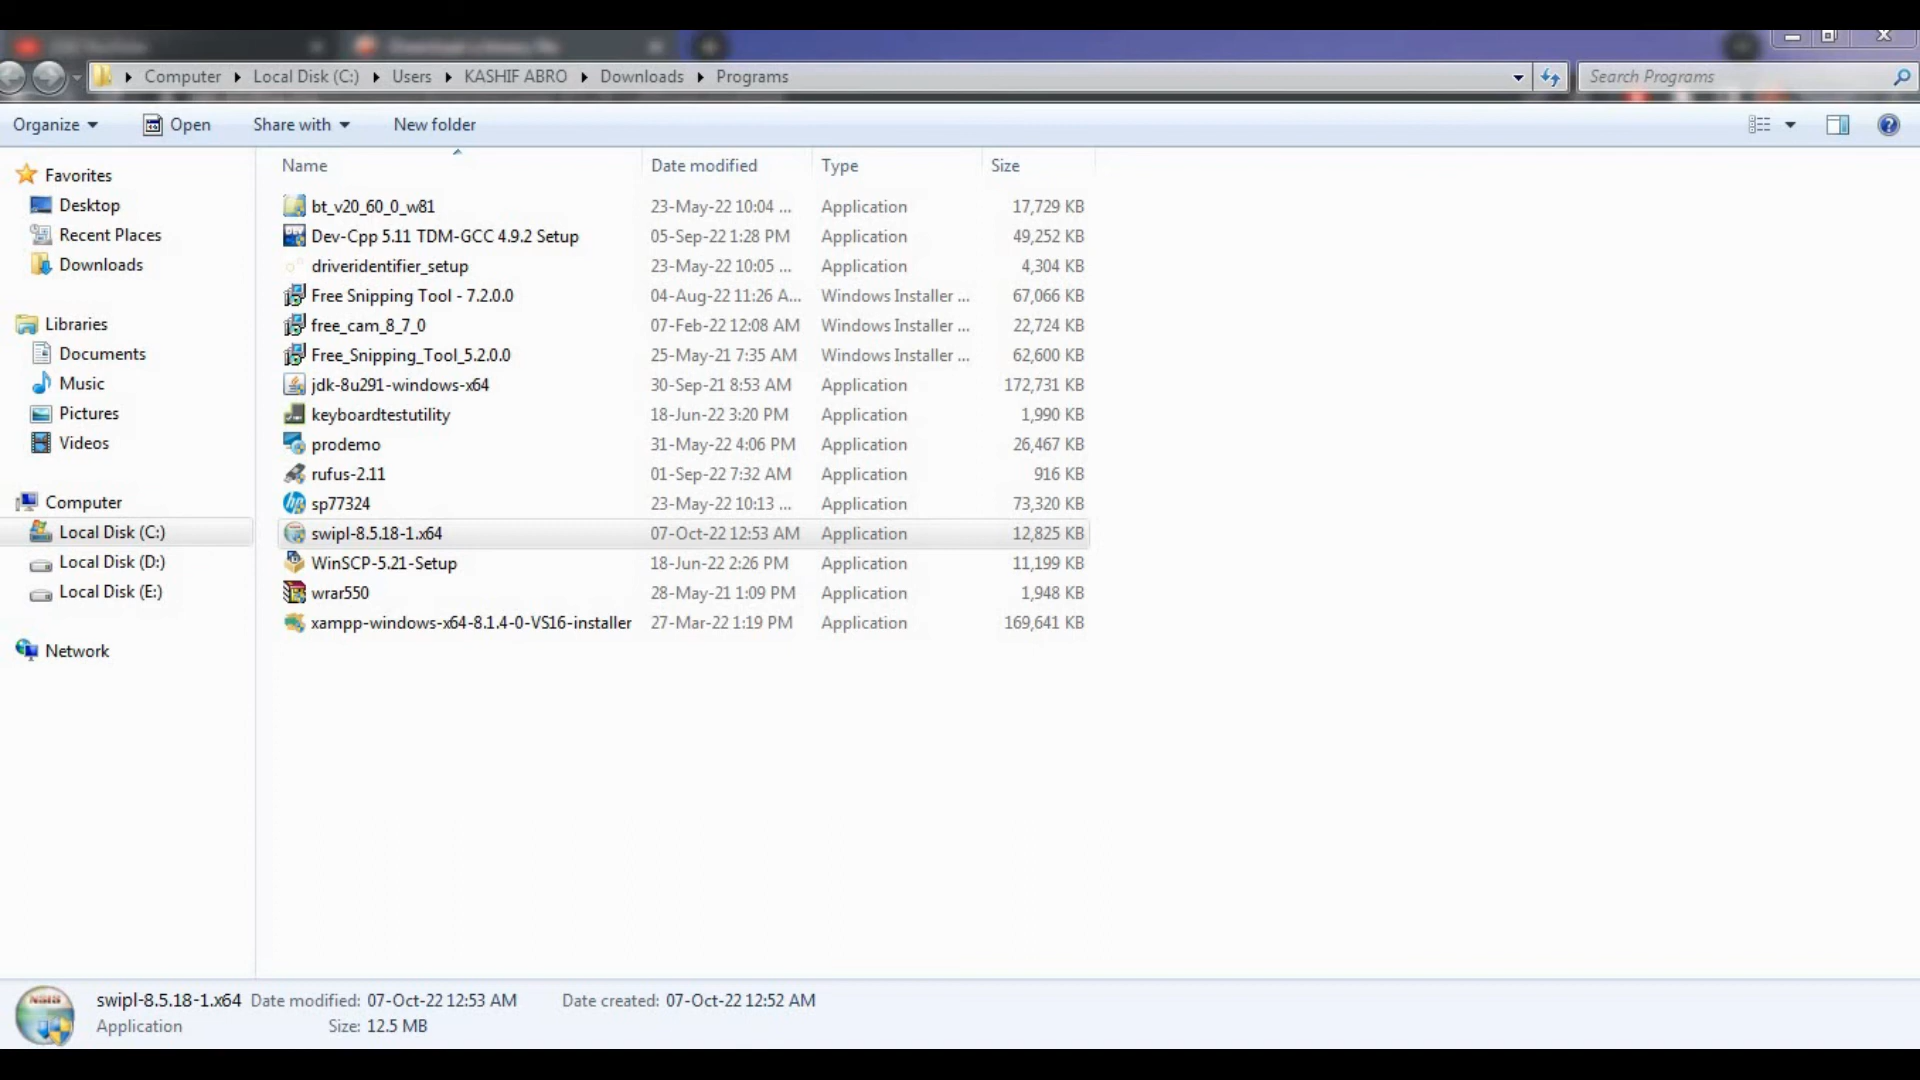 Computer Local Disk (C:) Users KASHIF ABRO Downloads Programs
Search Programs
Organize Open Share with New folder
Name Date modified Type Size
Favorites
Desktop
Recent Places
Downloads
Libraries
Documents
Music
Pictures
Videos
Computer
Local Disk (C:)
Local Disk (D:)
Local Disk (E:)
Network
bt_v20_60_0_w81 23-May-22 10:04 ... Application 17,729 KB
Dev-Cpp 5.11 TDM-GCC 4.9.2 Setup 05-Sep-22 1:28 PM Application 49,252 KB
driveridentifier_setup 23-May-22 10:05 ... Application 4,304 KB
Free Snipping Tool - 7.2.0.0 04-Aug-22 11:26 A... Windows Installer ... 67,066 KB
free_cam_8_7_0 07-Feb-22 12:08 AM Windows Installer ... 22,724 KB
Free_Snipping_Tool_5.2.0.0 25-May-21 7:35 AM Windows Installer ... 62,600 KB
jdk-8u291-windows-x64 30-Sep-21 8:53 AM Application 172,731 KB
keyboardtestutility 18-Jun-22 3:20 PM Application 1,990 KB
prodemo 31-May-22 4:06 PM Application 26,467 KB
rufus-2.11 01-Sep-22 7:32 AM Application 916 KB
sp77324 23-May-22 10:13 ... Application 73,320 KB
swipl-8.5.18-1.x64 07-Oct-22 12:53 AM Application 12,825 KB
WinSCP-5.21-Setup 18-Jun-22 2:26 PM Application 11,199 KB
wrar550 28-May-21 1:09 PM Application 1,948 KB
xampp-windows-x64-8.1.4-0-VS16-installer 27-Mar-22 1:19 PM Application 169,641 KB
swipl-8.5.18-1.x64 Date modified: 07-Oct-22 12:53 AM Date created: 07-Oct-22 12:52 AM
Application Size: 12.5 MB